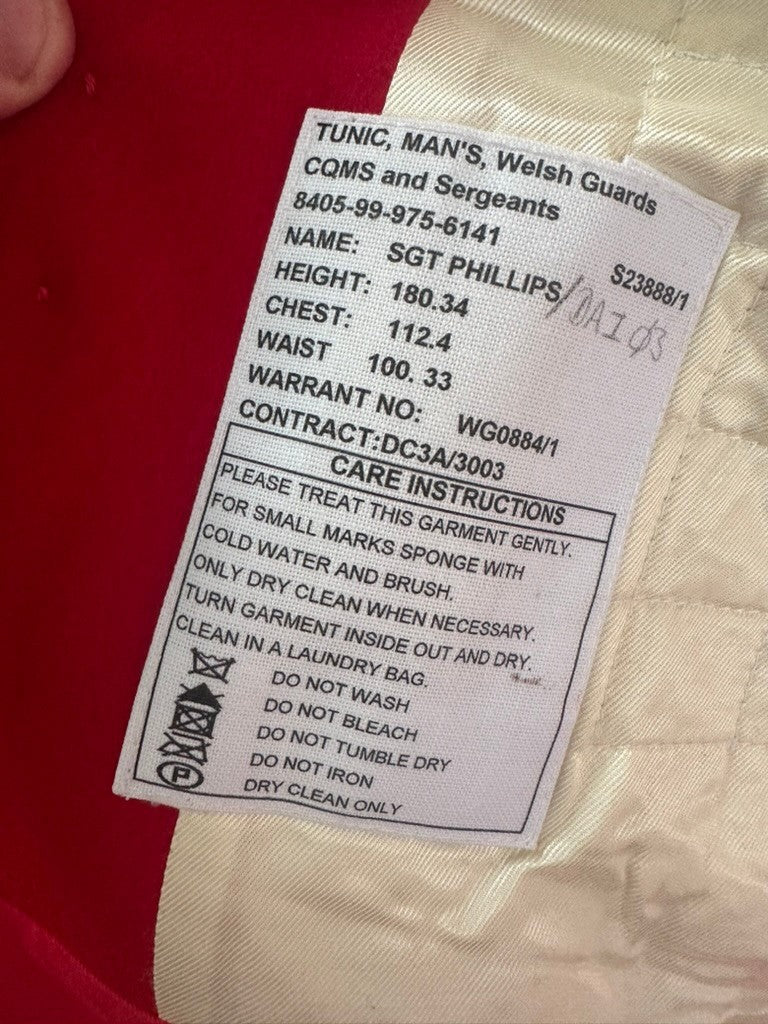 TUNIC, MAN'S, Welsh Guards
CQMS and Sergeants
8405-99-975-6141 S23888/1
NAME: SGT PHILLIPS/DAI 03
HEIGHT: 180.34
CHEST: 112.4
WAIST 100. 33
WARRANT NO: WG0884/1
CONTRACT:DC3A/3003
CARE INSTRUCTIONS
PLEASE TREAT THIS GARMENT GENTLY.
FOR SMALL MARKS SPONGE WITH
COLD WATER AND BRUSH.
ONLY DRY CLEAN WHEN NECESSARY.
TURN GARMENT INSIDE OUT AND DRY.
CLEAN IN A LAUNDRY BAG.
DO NOT WASH
DO NOT BLEACH
DO NOT TUMBLE DRY
DO NOT IRON
P DRY CLEAN ONLY